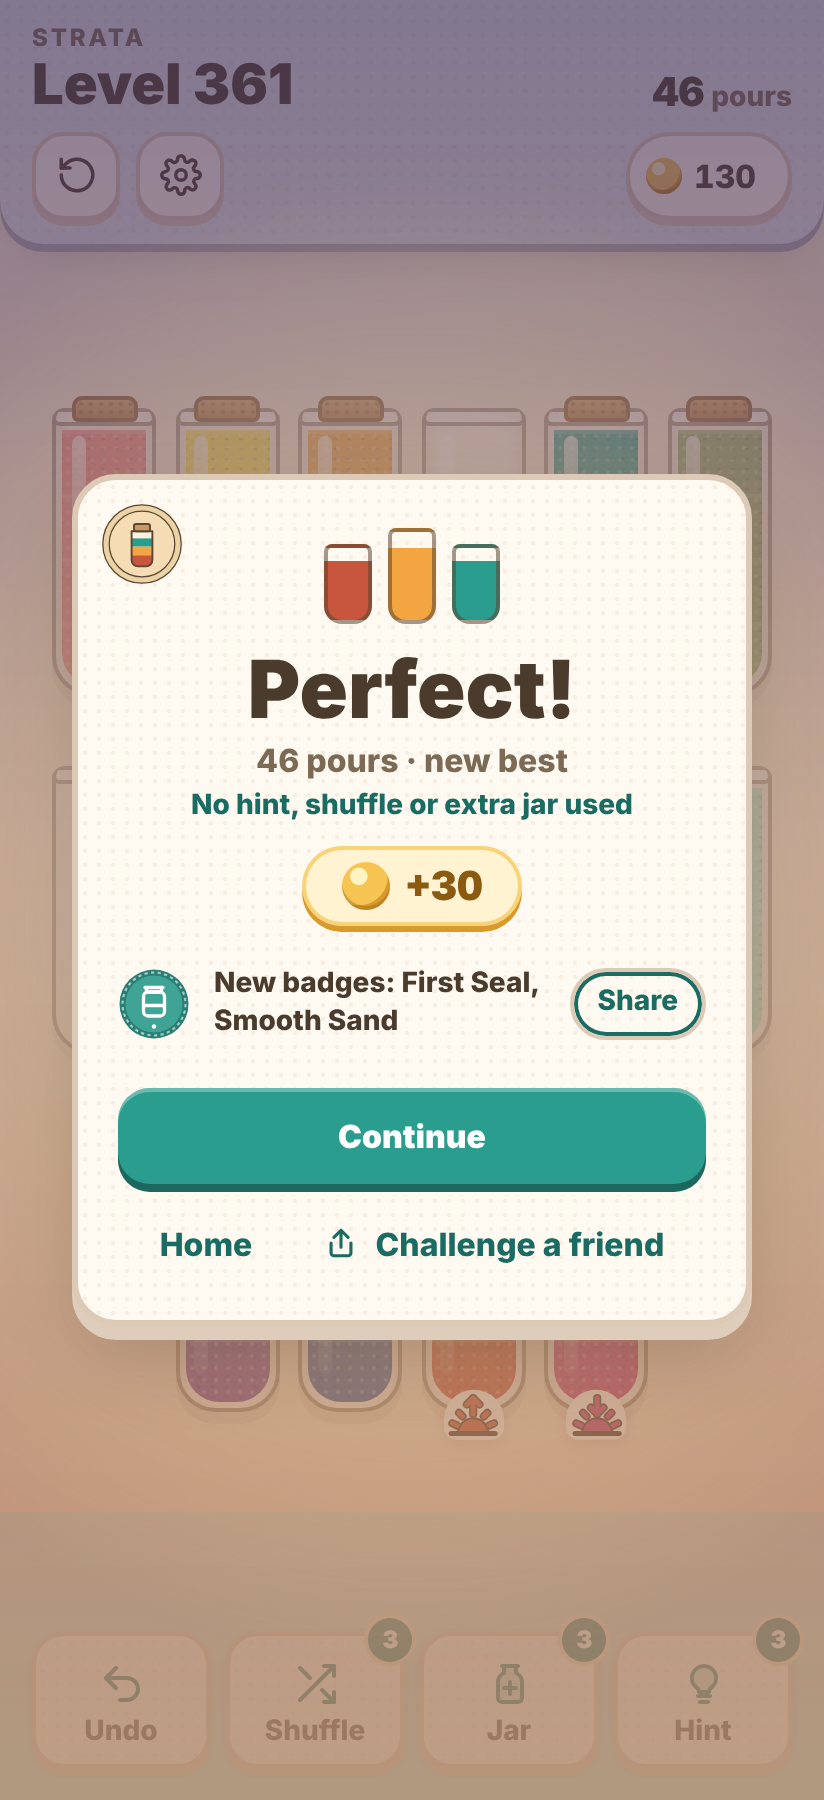 STRATA
Level 361
46 pours
130
Perfect!
46 pours · new best
No hint, shuffle or extra jar used
+30
New badges: First Seal,
Smooth Sand
Share
Continue
Home
Challenge a friend
3
3
3
Undo
Shuffle
Jar
Hint